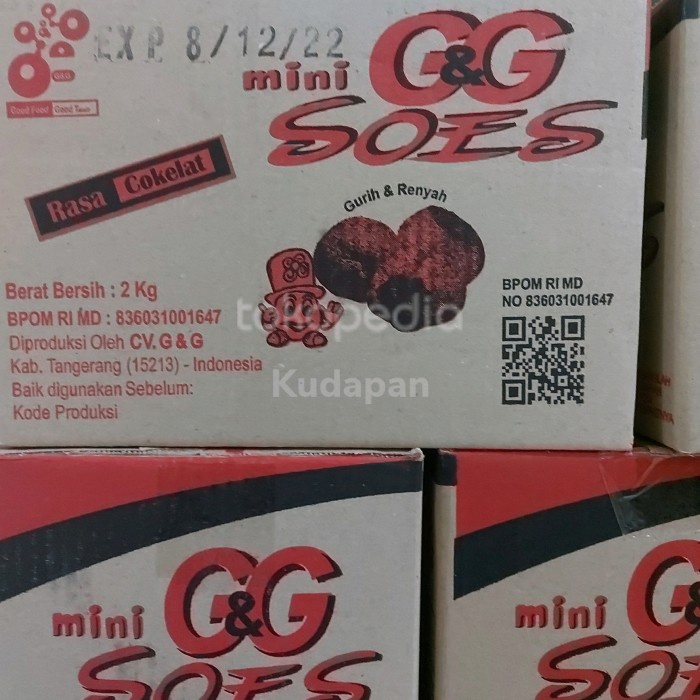 EXP 8/12/22
mini G&G
SOES
G&G
Good Food Good Taste
Rasa Cokelat
Gurih & Renyah
Berat Bersih : 2 Kg
BPOM RI MD : 836031001647
Diproduksi Oleh CV. G & G
Kab. Tangerang (15213) - Indonesia
Baik digunakan Sebelum:
Kode Produksi
BPOM RI MD
NO 836031001647
tokopedia
Kudapan
mini G&G
SOES
mini G&
SOES